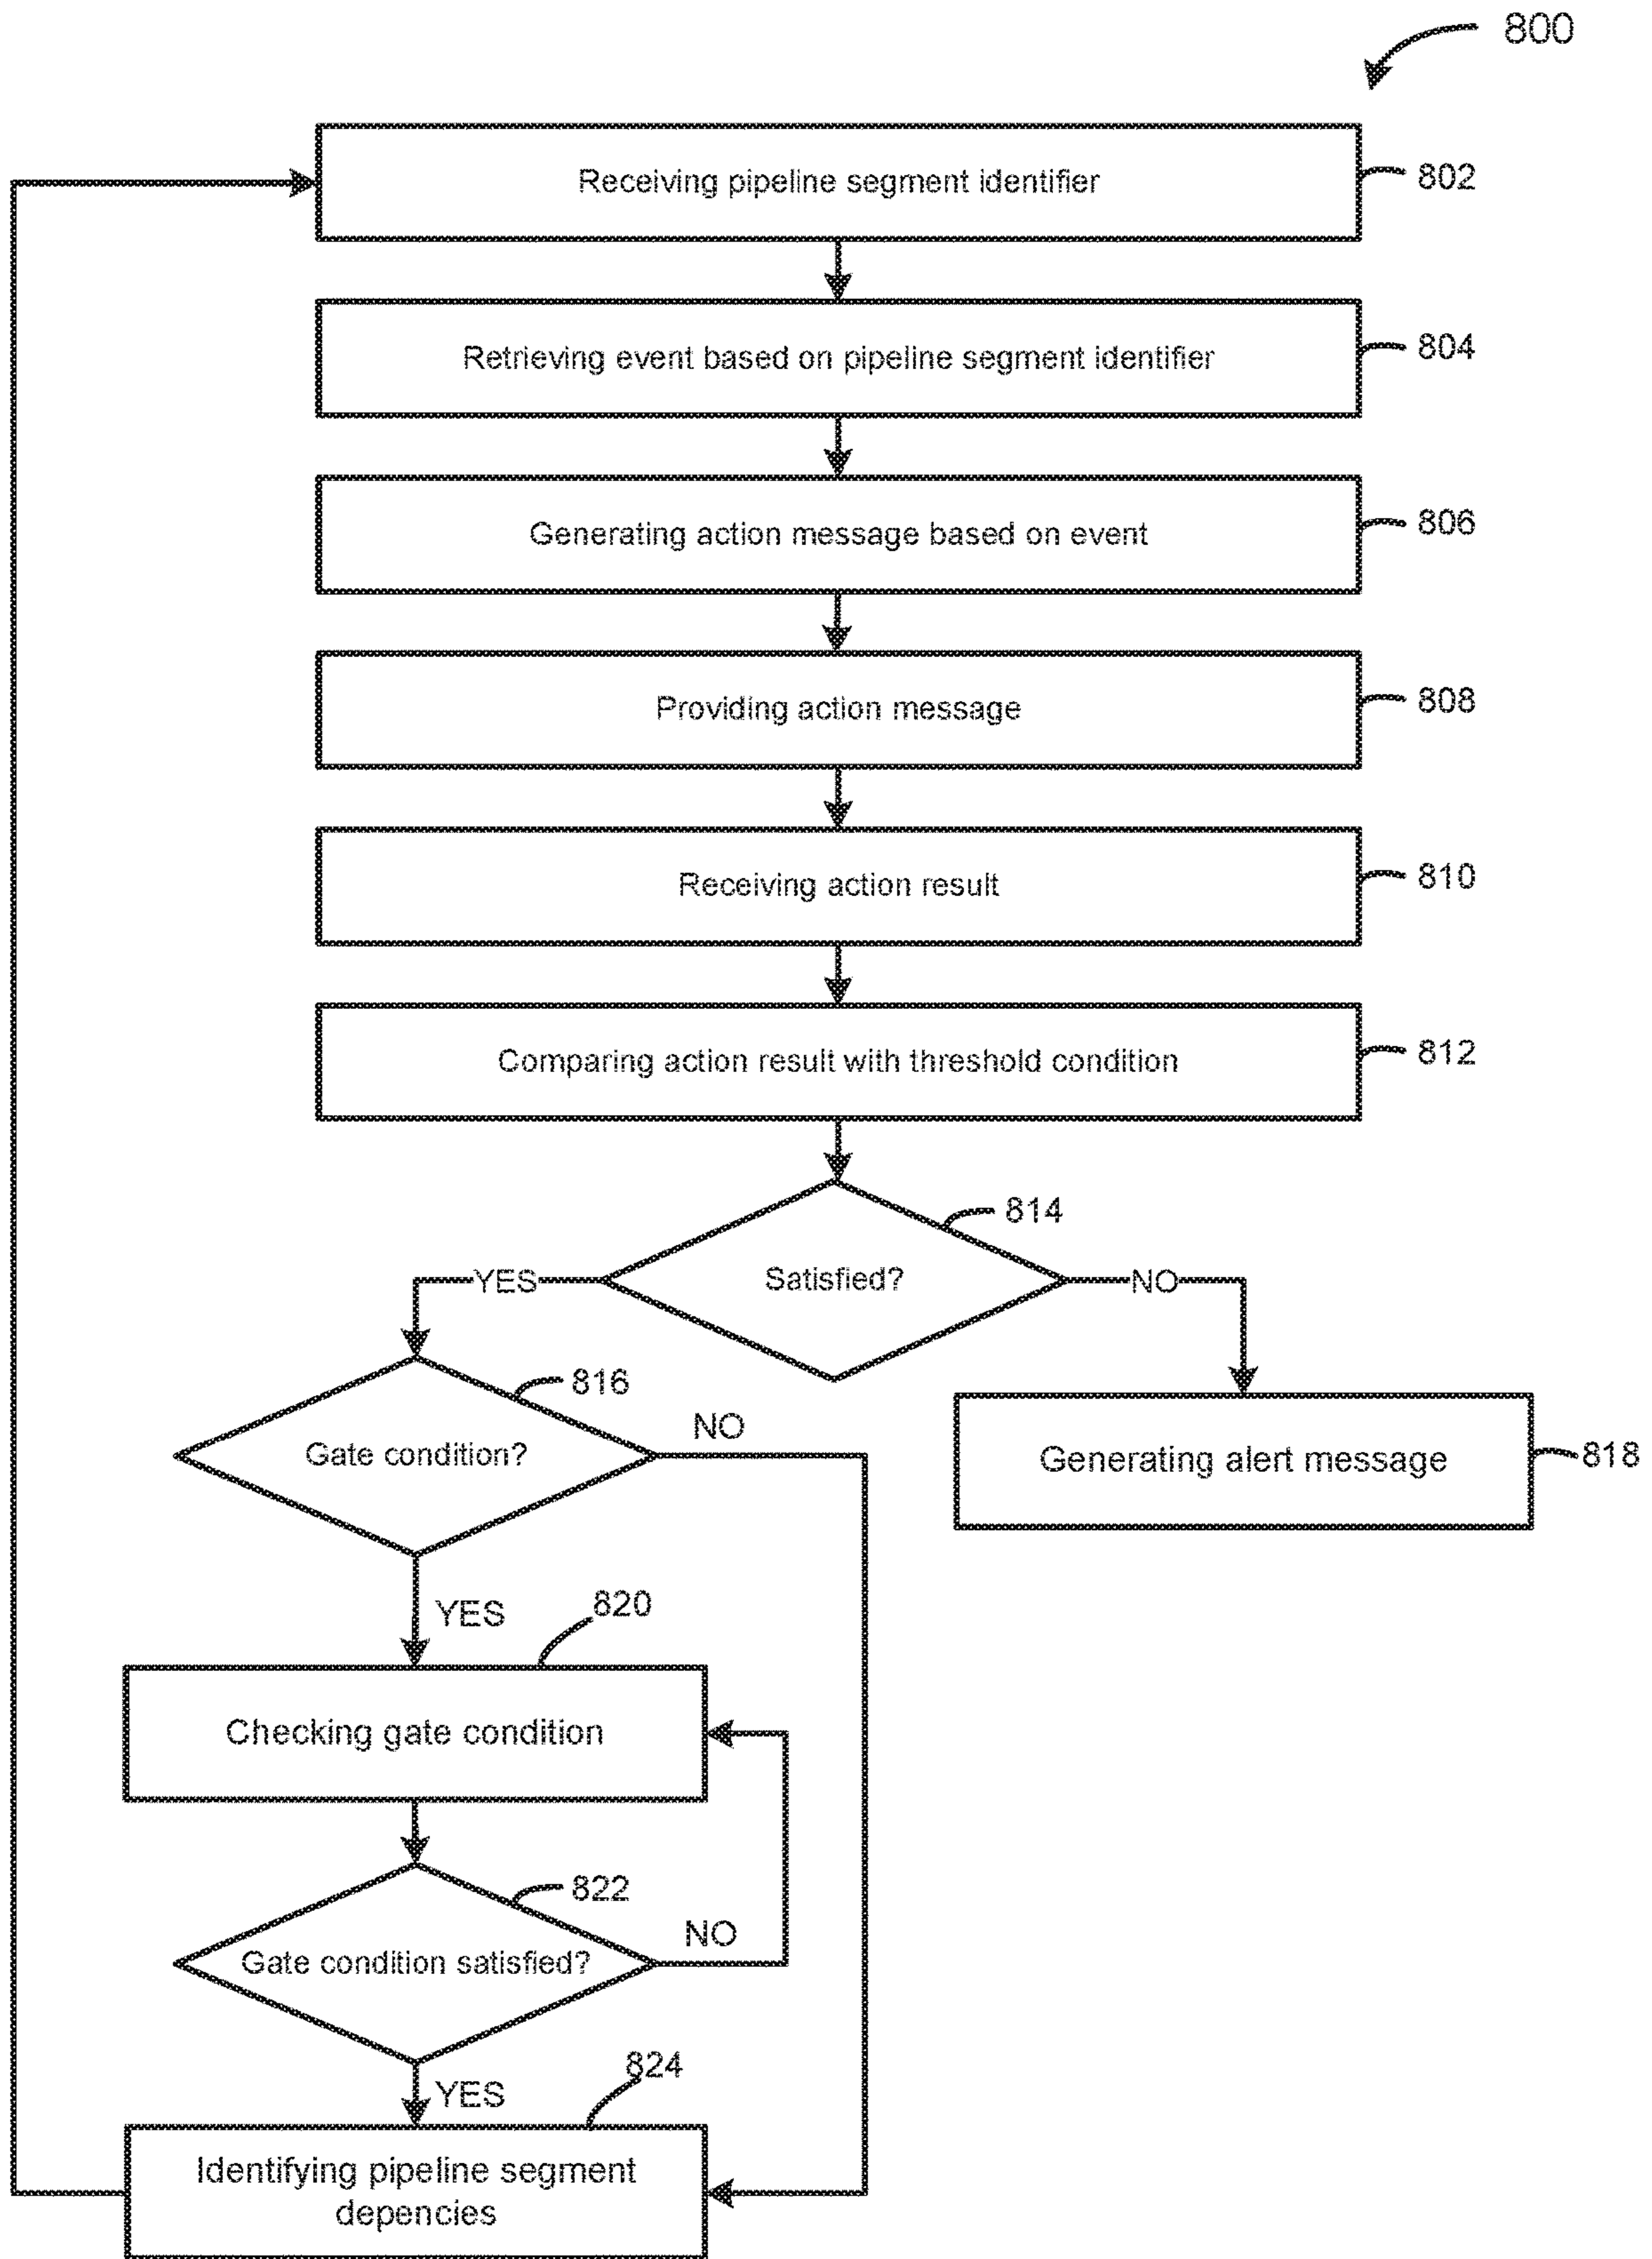 800
Receiving pipeline segment identifier
802
Retrieving event based on pipeline segment identifier
804
Generating action message based on event
806
Providing action message
808
Receiving action result
810
Comparing action result with threshold condition
812
814
YES
Satisfied?
NO
816
Gate condition?
NO
Generating alert message
818
YES
820
Checking gate condition
822
Gate condition satisfied?
NO
YES
824
Identifying pipeline segment
depencies